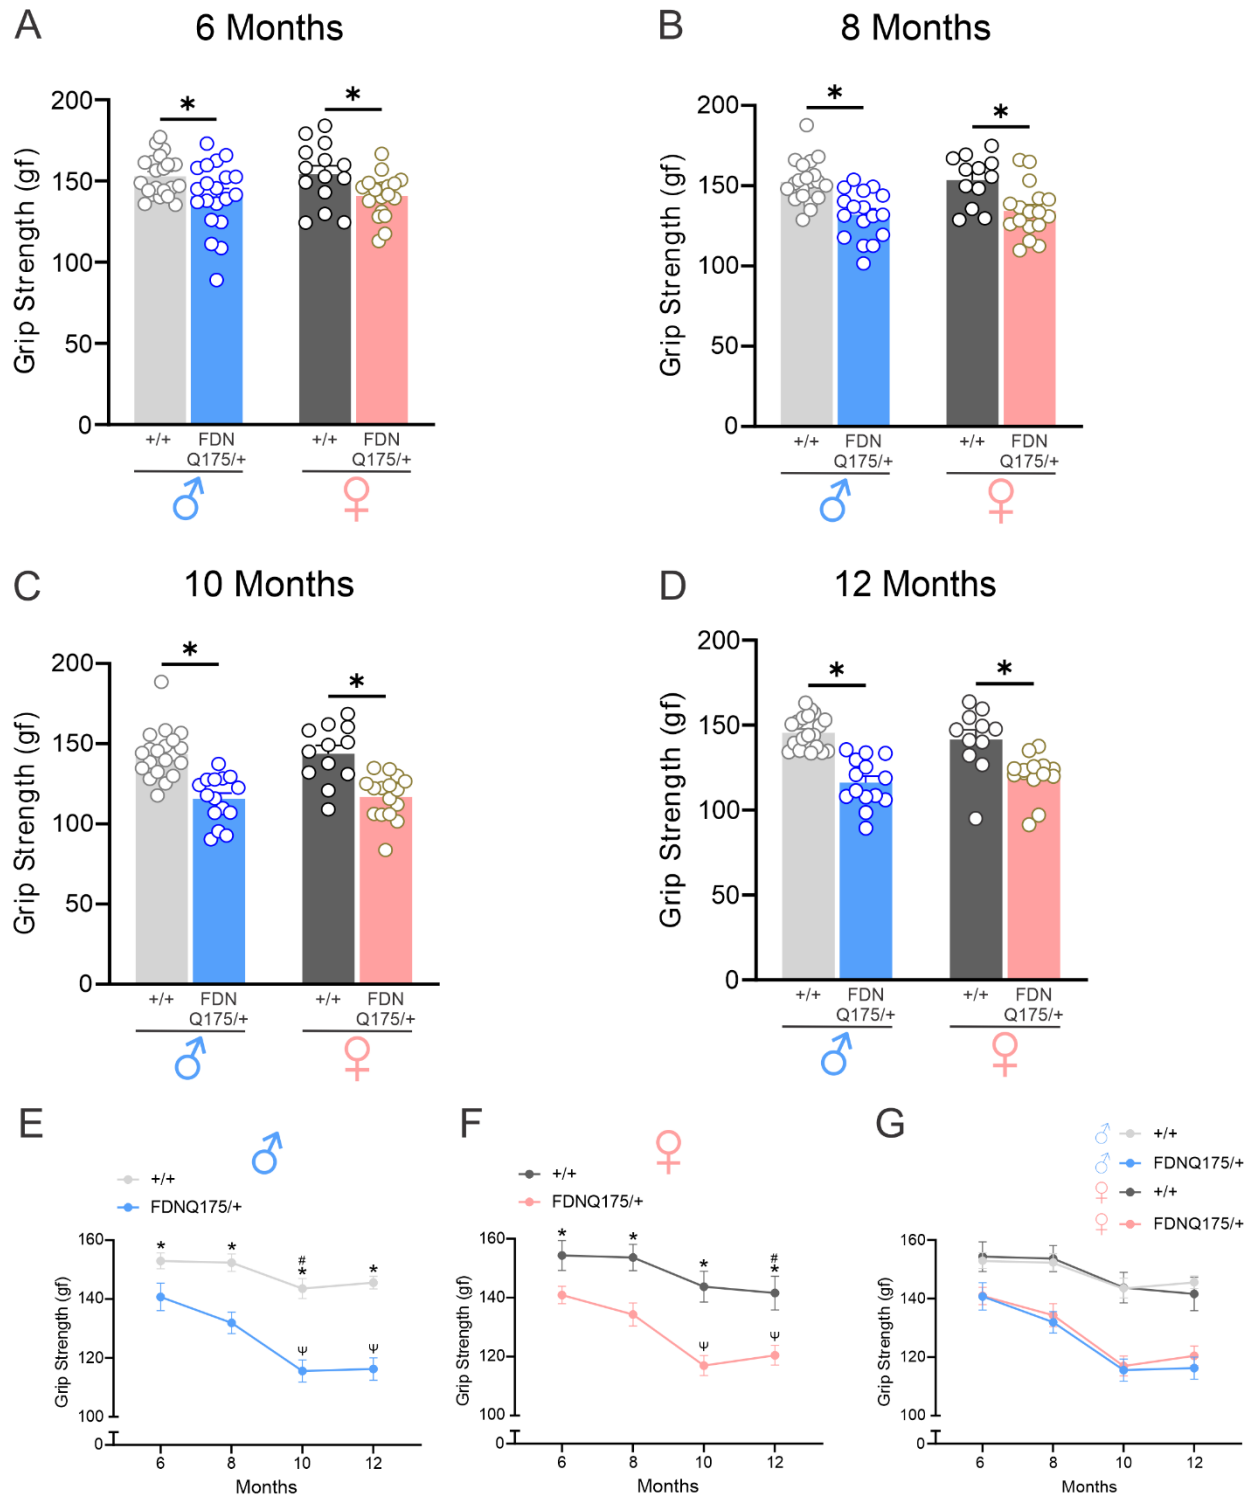 A
6 Months
Grip Strength (gf)
200
150
100
50
0
*
*
+/+
FDN
Q175/+
+/+
FDN
Q175/+
♂
♀
B
8 Months
Grip Strength (gf)
200
150
100
50
0
*
*
+/+
FDN
Q175/+
+/+
FDN
Q175/+
♂
♀
C
10 Months
Grip Strength (gf)
200
150
100
50
0
*
*
+/+
FDN
Q175/+
+/+
FDN
Q175/+
♂
♀
D
12 Months
Grip Strength (gf)
200
150
100
50
0
*
*
+/+
FDN
Q175/+
+/+
FDN
Q175/+
♂
♀
E
♂
+/+
FDNQ175/+
Grip Strength (gf)
160
140
120
100
0
*
*
#
*
*
Ψ
Ψ
6
8
10
12
Months
F
♀
+/+
FDNQ175/+
Grip Strength (gf)
160
140
120
100
0
*
*
*
#
*
Ψ
Ψ
6
8
10
12
Months
G
♂ +/+
♂ FDNQ175/+
♀ +/+
♀ FDNQ175/+
Grip Strength (gf)
160
140
120
100
0
6
8
10
12
Months